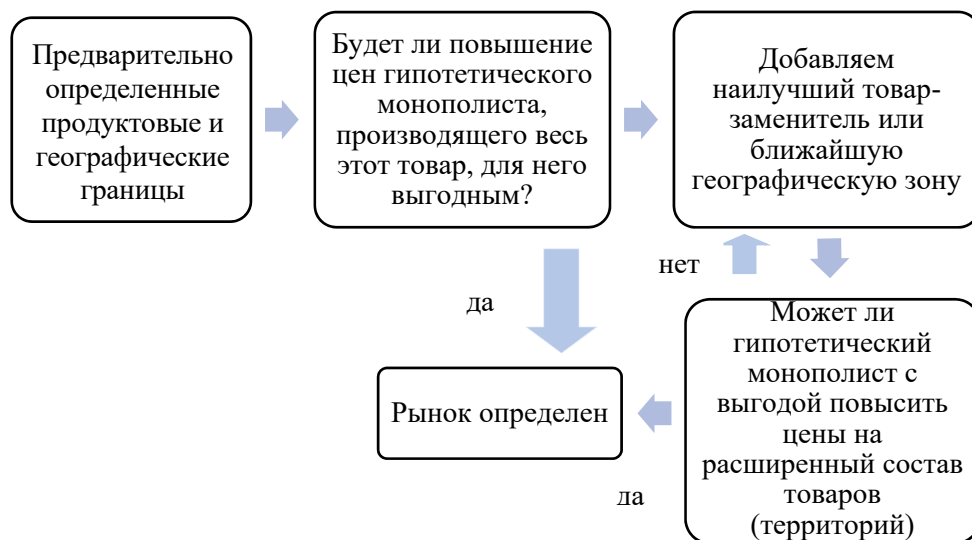 Предварительно
определенные
продуктовые и
географические
границы
Будет ли повышение
цен гипотетического
монополиста,
производящего весь
этот товар, для него
выгодным?
Добавляем
наилучший товар-
заменитель или
ближайшую
географическую зону
нет
да
Может ли
гипотетический
монополист с
выгодой повысить
цены на
расширенный состав
товаров
(территорий)
Рынок определен
да